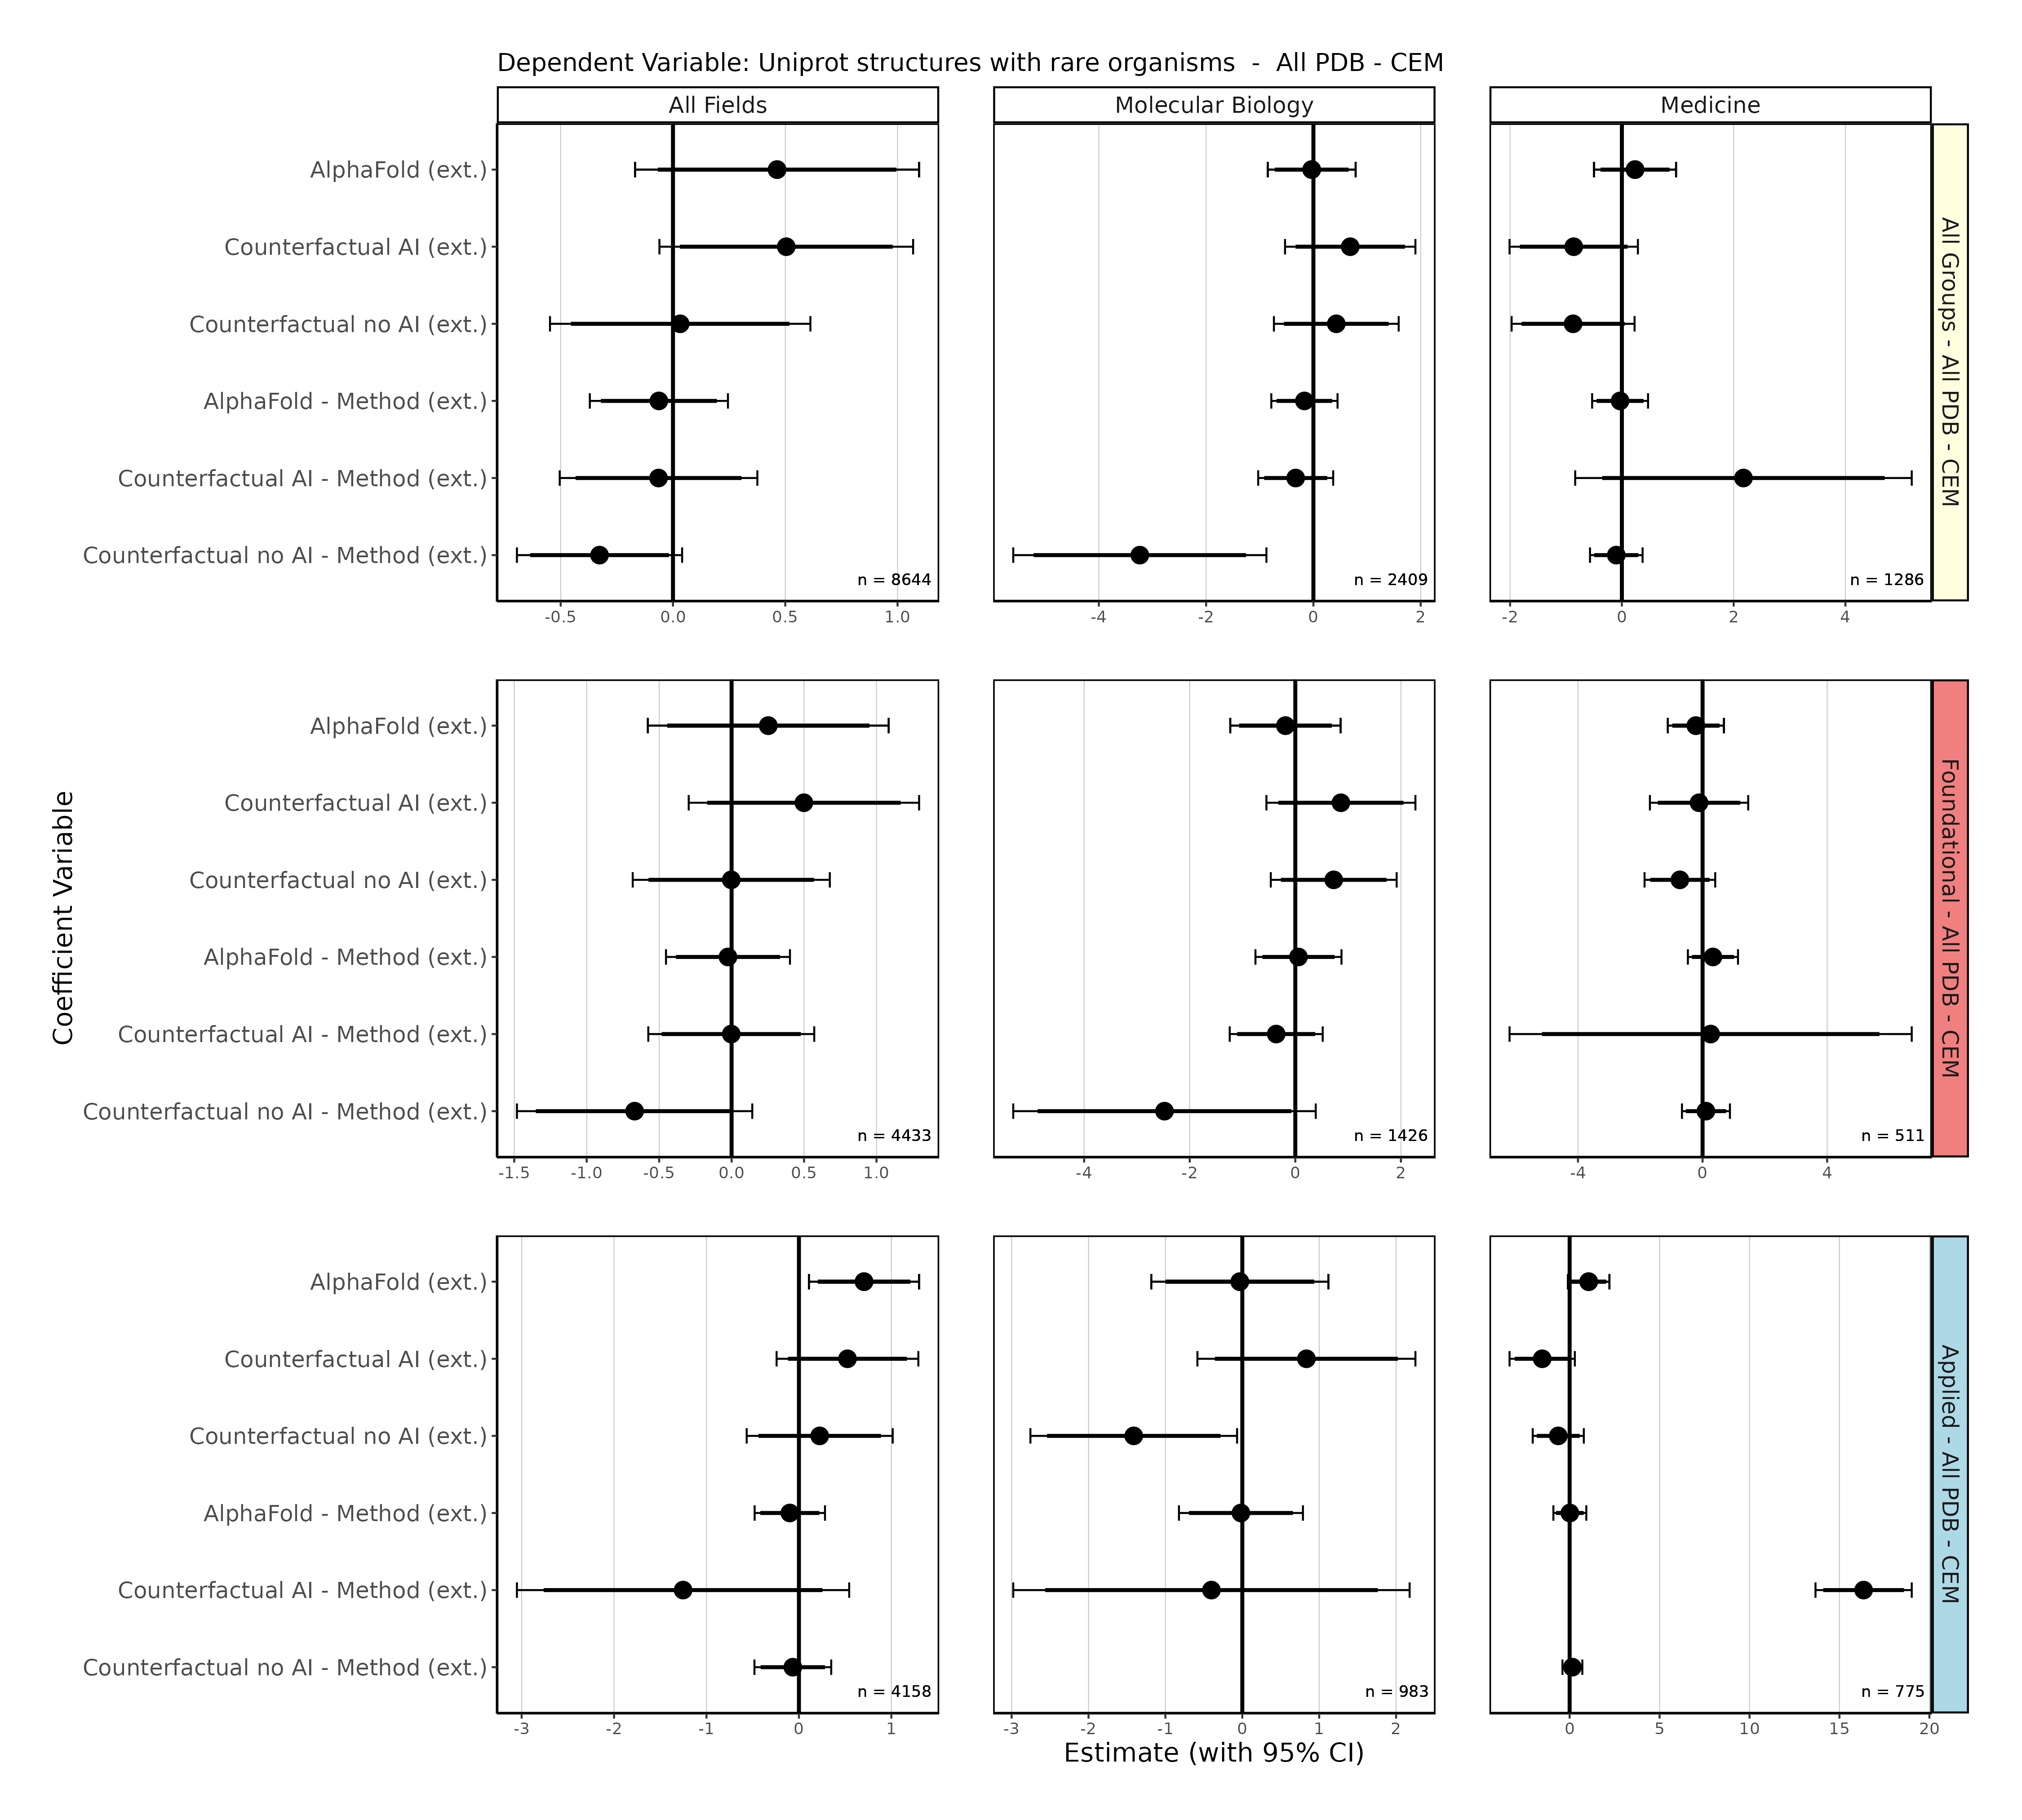 Dependent Variable: Uniprot structures with rare organisms - All PDB - CEM
All Fields
Molecular Biology
Medicine
AlphaFold (ext.)
Counterfactual AI (ext.)
Counterfactual no AI (ext.)
AlphaFold - Method (ext.)
Counterfactual AI - Method (ext.)
Counterfactual no AI - Method (ext.)
n = 8644
n = 2409
n = 1286
-0.5 0.0 0.5 1.0
-4 -2 0 2
-2 0 2 4
All Groups - All PDB - CEM
Coefficient Variable
AlphaFold (ext.)
Counterfactual AI (ext.)
Counterfactual no AI (ext.)
AlphaFold - Method (ext.)
Counterfactual AI - Method (ext.)
Counterfactual no AI - Method (ext.)
n = 4433
n = 1426
n = 511
-1.5 -1.0 -0.5 0.0 0.5 1.0
-4 -2 0 2
-4 0 4
Foundational - All PDB - CEM
AlphaFold (ext.)
Counterfactual AI (ext.)
Counterfactual no AI (ext.)
AlphaFold - Method (ext.)
Counterfactual AI - Method (ext.)
Counterfactual no AI - Method (ext.)
n = 4158
n = 983
n = 775
-3 -2 -1 0 1
-3 -2 -1 0 1 2
0 5 10 15 20
Applied - All PDB - CEM
Estimate (with 95% CI)